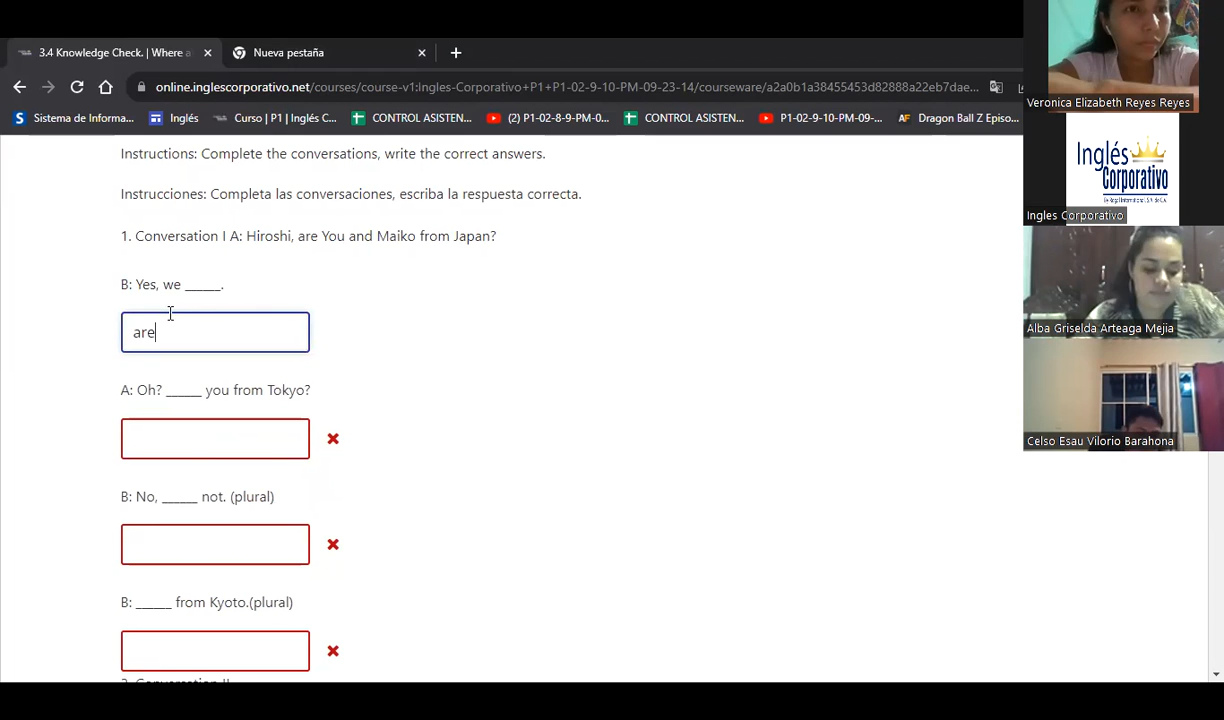 3.4 Knowledge Check. | Where a
Nueva pestaña
online.inglescorporativo.net/courses/course-v1:Ingles-Corporativo+P1+P1-02-9-10-PM-09-23-14/courseware/a2a0b1a38455453d82888a22eb7dae...
Sistema de Informa...
Inglés
Curso | P1 | Inglés C...
CONTROL ASISTEN...
(2) P1-02-8-9-PM-0...
CONTROL ASISTEN...
P1-02-9-10-PM-09-...
Dragon Ball Z Episo...
Instructions: Complete the conversations, write the correct answers.
Instrucciones: Completa las conversaciones, escriba la respuesta correcta.
1. Conversation I A: Hiroshi, are You and Maiko from Japan?
B: Yes, we _____.
are
A: Oh? _____ you from Tokyo?
B: No, _____ not. (plural)
B: _____ from Kyoto.(plural)
Veronica Elizabeth Reyes Reyes
Inglés
Corporativo
Ingles Corporativo
Alba Griselda Arteaga Mejia
Celso Esau Vilorio Barahona